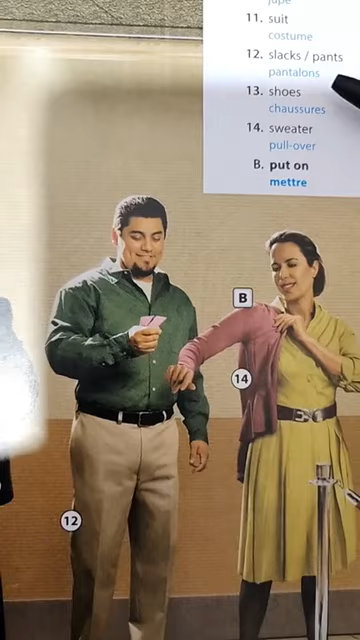 jupe
11. suit
costume
12. slacks / pants
pantalons
13. shoes
chaussures
14. sweater
pull-over
B. put on
mettre
B
14
12